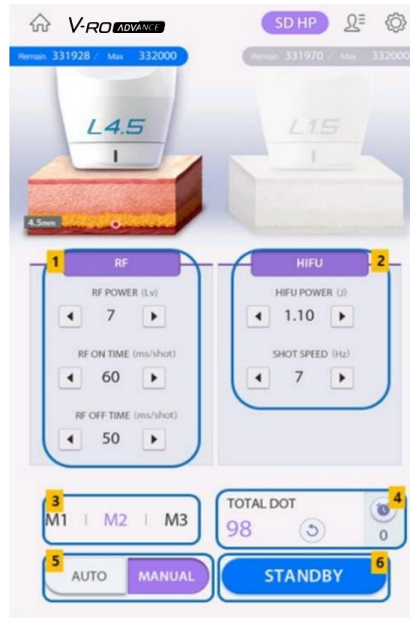 V-RO ADVANCE SD HP
Remain 331928 / Max 332000
Remain 331970 / Max 332000
L4.5
L1.5
4.5mm
1 RF
RF POWER (Lv)
7
RF ON TIME (ms/shot)
60
RF OFF TIME (ms/shot)
50
HIFU 2
HIFU POWER (J)
1.10
SHOT SPEED (Hz)
7
3
M1 | M2 | M3
TOTAL DOT 4
98 0
5
AUTO MANUAL
6
STANDBY